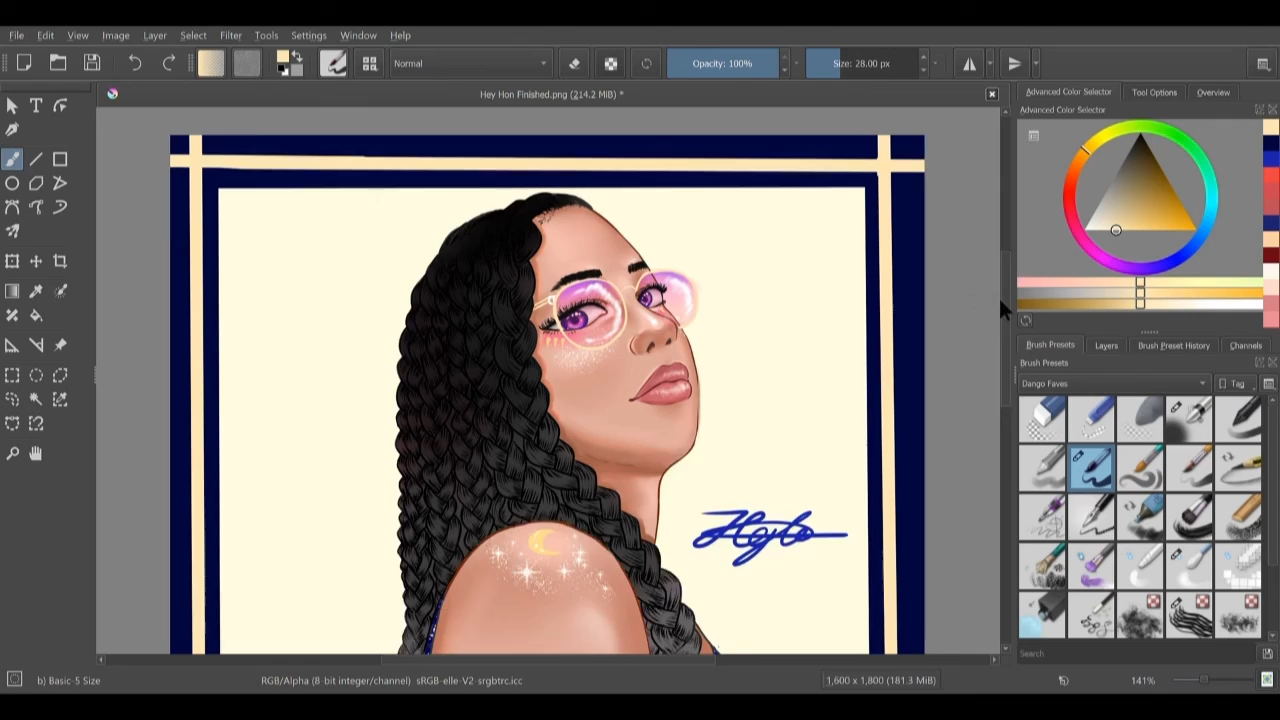 File Edit View Image Layer Select Filter Tools Settings Window Help
Normal Opacity: 100% Size: 28.00 px
Hey Hon Finished.png (214.2 MiB) *
Advanced Color Selector Tool Options Overview
Advanced Color Selector
Brush Presets Layers Brush Preset History Channels
Brush Presets
Dango Faves Tag
Search
b) Basic-5 Size RGB/Alpha (8-bit integer/channel) sRGB-elle-V2-srgbtrc.icc 1,600 x 1,800 (181.3 MiB) 141%